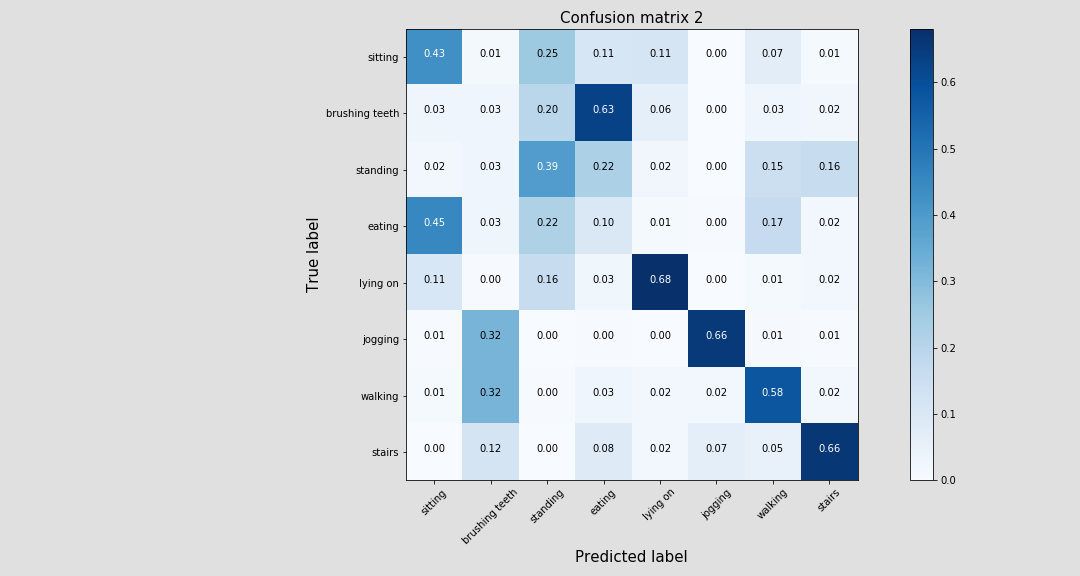 Confusion matrix 2
sitting 0.43 0.01 0.25 0.11 0.11 0.00 0.07 0.01
brushing teeth 0.03 0.03 0.20 0.63 0.06 0.00 0.03 0.02
standing 0.02 0.03 0.39 0.22 0.02 0.00 0.15 0.16
eating 0.45 0.03 0.22 0.10 0.01 0.00 0.17 0.02
lying on 0.11 0.00 0.16 0.03 0.68 0.00 0.01 0.02
jogging 0.01 0.32 0.00 0.00 0.00 0.66 0.01 0.01
walking 0.01 0.32 0.00 0.03 0.02 0.02 0.58 0.02
stairs 0.00 0.12 0.00 0.08 0.02 0.07 0.05 0.66
sitting brushing teeth standing eating lying on jogging walking stairs
True label
Predicted label
0.6
0.5
0.4
0.3
0.2
0.1
0.0